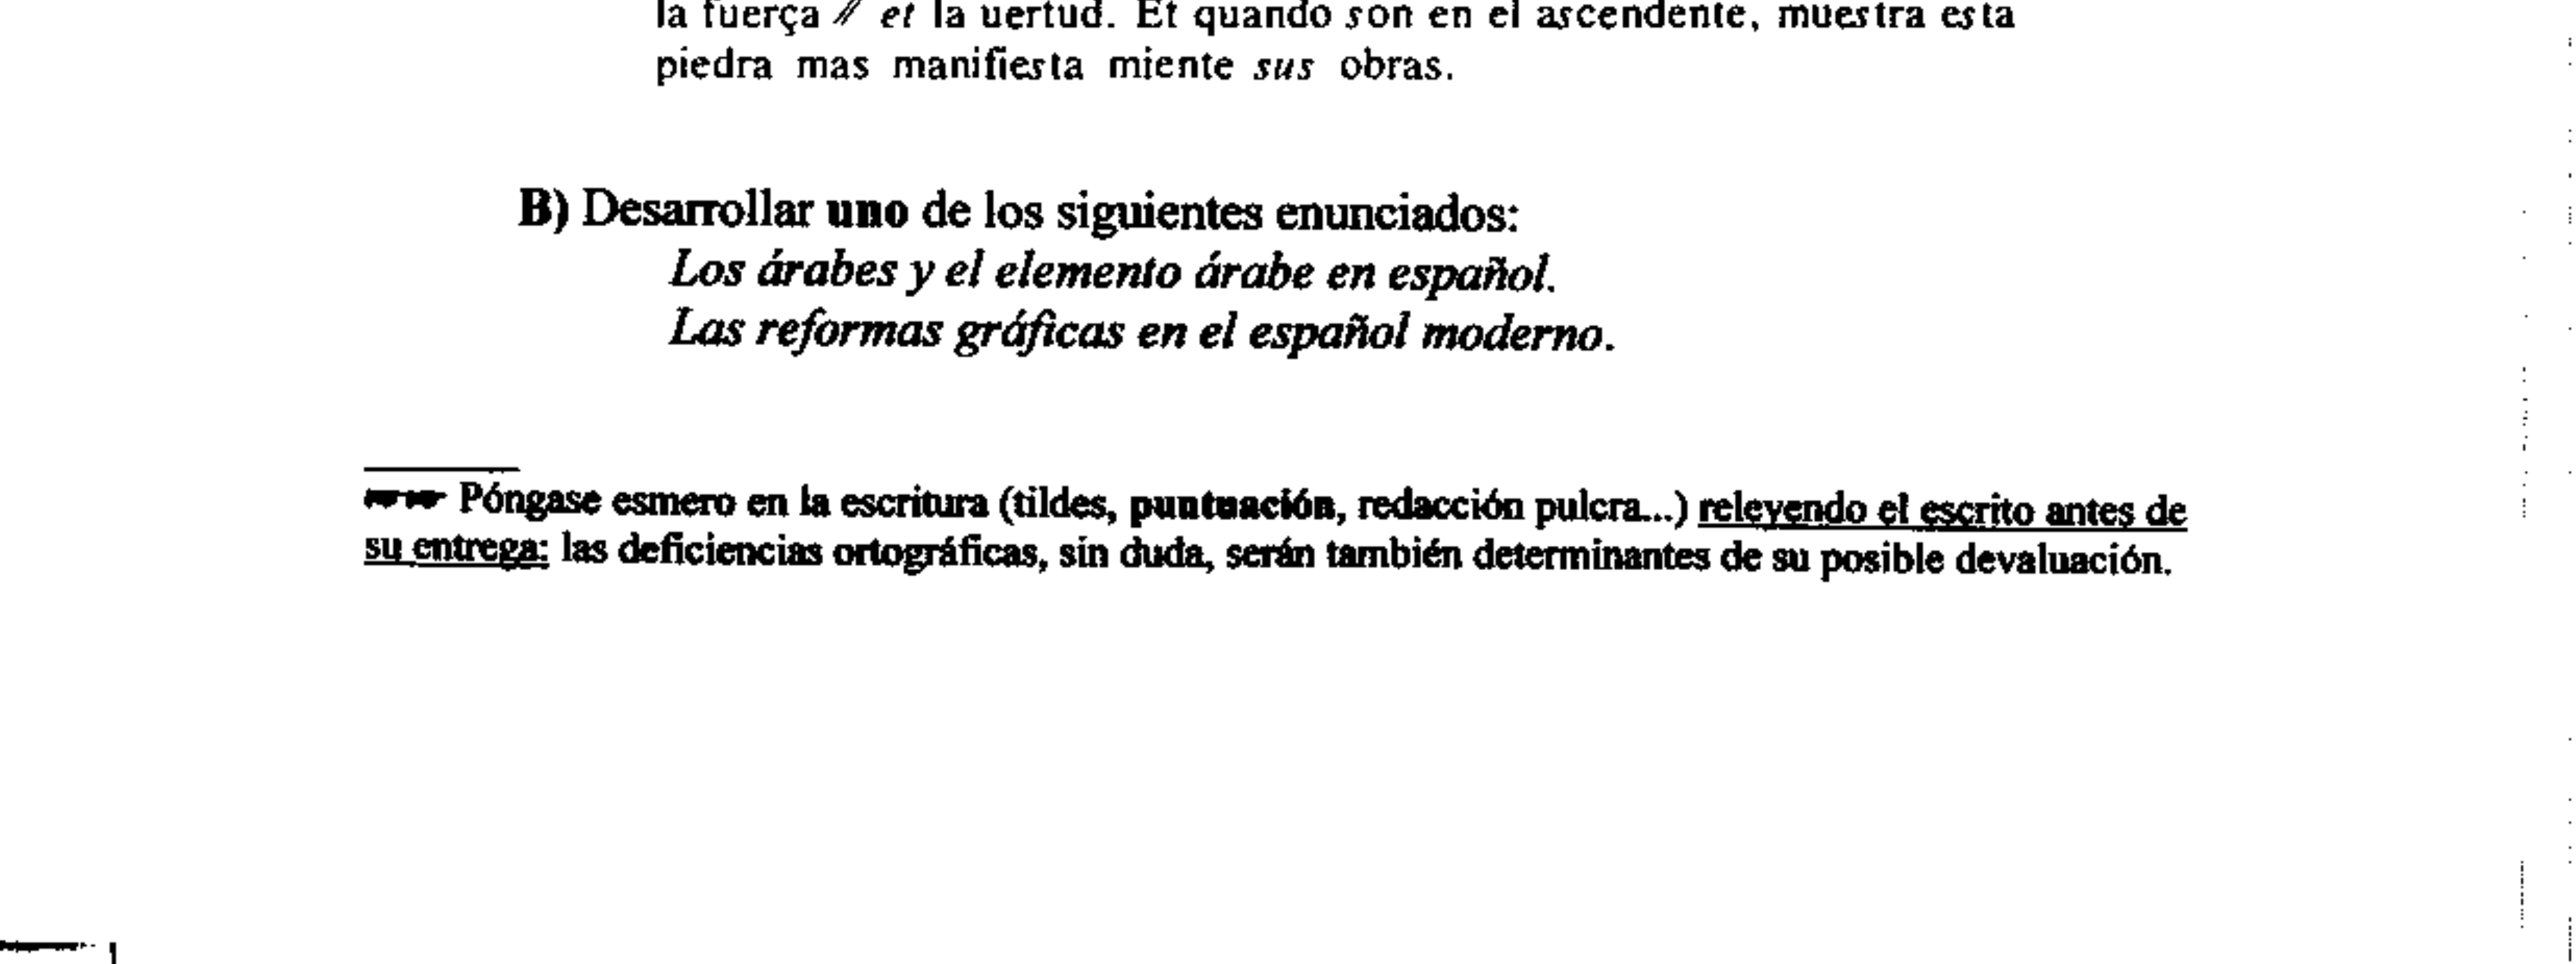 la fuerça // et la uertud. Et quando son en el ascendente, muestra esta
piedra mas manifiesta miente sus obras.
B) Desarrollar uno de los siguientes enunciados:
Los árabes y el elemento árabe en español.
Las reformas gráficas en el español moderno.
Póngase esmero en la escritura (tildes, puntuación, redacción pulcra...) releyendo el escrito antes de
su entrega: las deficiencias ortográficas, sin duda, serán también determinantes de su posible devaluación.